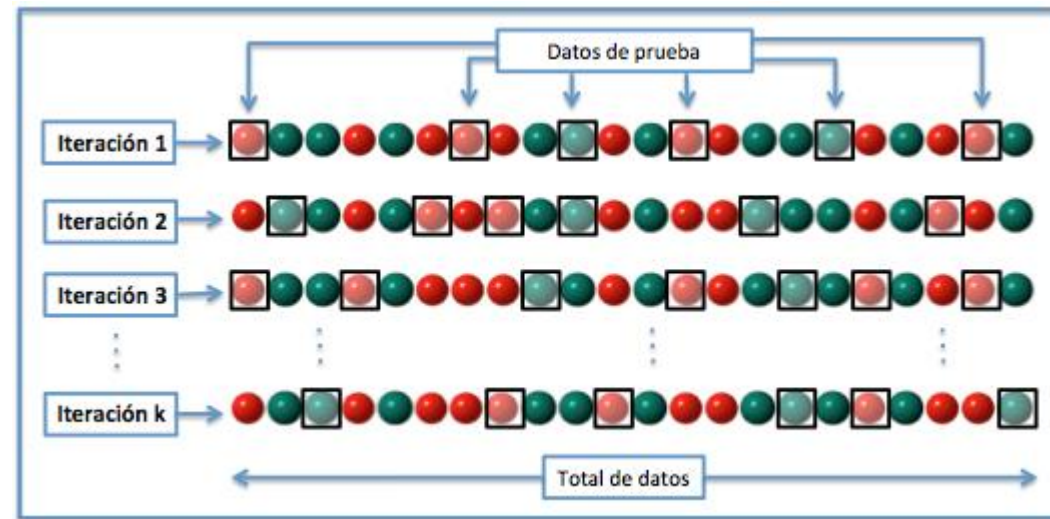 Datos de prueba
Iteración 1
Iteración 2
Iteración 3
Iteración k
Total de datos